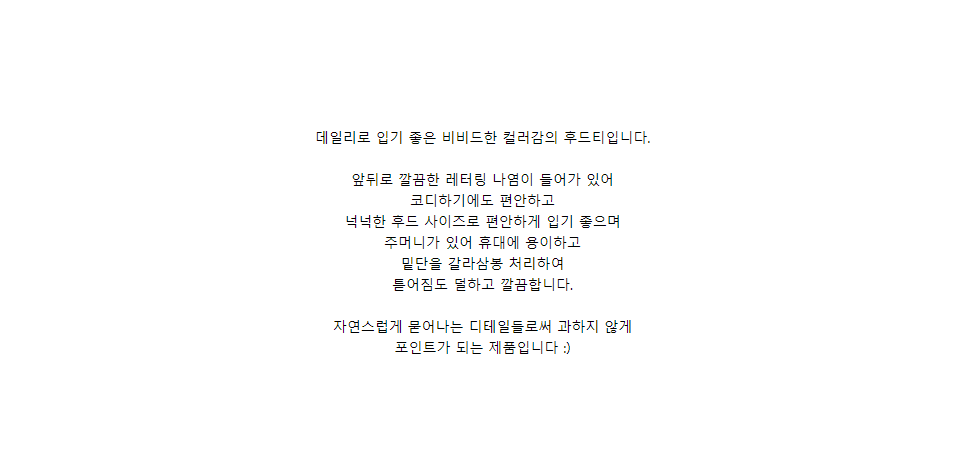 데일리로 입기 좋은 비비드한 컬러감의 후드티입니다.
앞뒤로 깔끔한 레터링 나염이 들어가 있어
코디하기에도 편안하고
넉넉한 후드 사이즈로 편안하게 입기 좋으며
주머니가 있어 휴대에 용이하고
밑단을 갈라삼봉 처리하여
튿어짐도 덜하고 깔끔합니다.
자연스럽게 묻어나는 디테일들로써 과하지 않게
포인트가 되는 제품입니다 :)